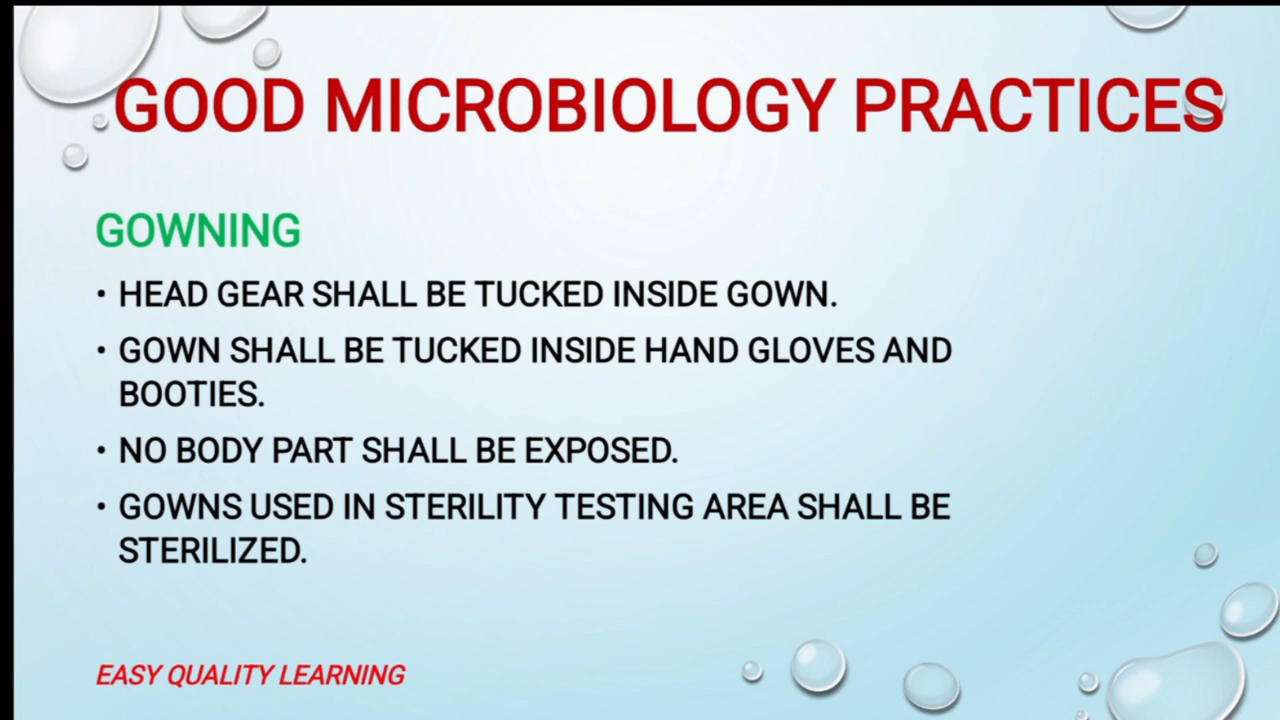 GOOD MICROBIOLOGY PRACTICES
GOWNING
• HEAD GEAR SHALL BE TUCKED INSIDE GOWN.
• GOWN SHALL BE TUCKED INSIDE HAND GLOVES AND
BOOTIES.
• NO BODY PART SHALL BE EXPOSED.
• GOWNS USED IN STERILITY TESTING AREA SHALL BE
STERILIZED.
EASY QUALITY LEARNING